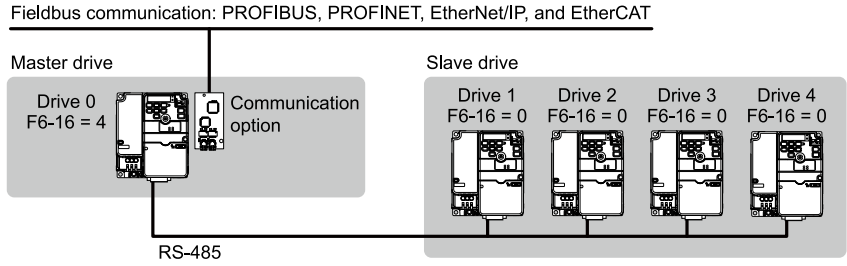 Fieldbus communication: PROFIBUS, PROFINET, EtherNet/IP, and EtherCAT
Master drive
Drive 0
F6-16 = 4
Communication
option
Slave drive
Drive 1
F6-16 = 0
Drive 2
F6-16 = 0
Drive 3
F6-16 = 0
Drive 4
F6-16 = 0
RS-485